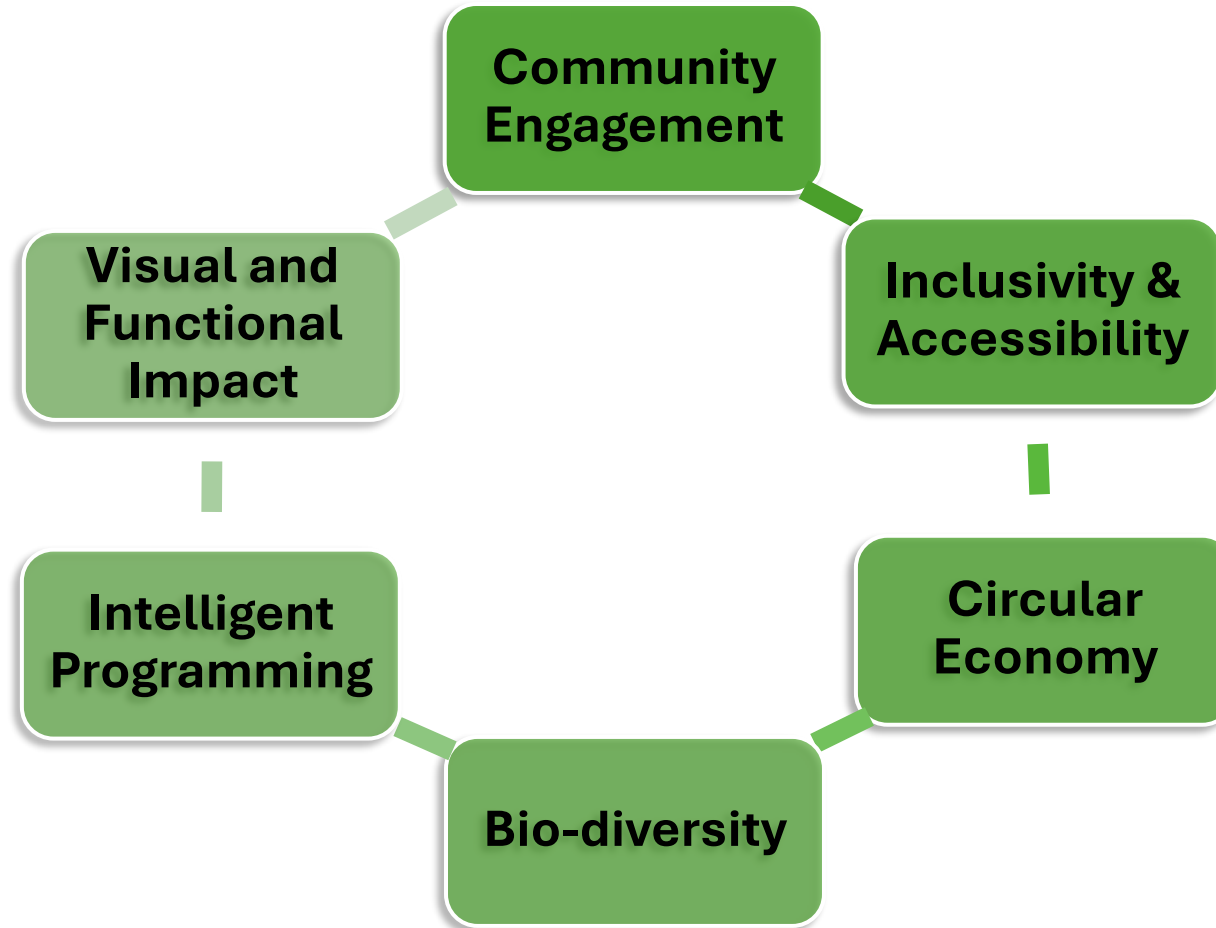 Community
Engagement
Inclusivity &
Accessibility
Circular
Economy
Bio-diversity
Intelligent
Programming
Visual and
Functional
Impact